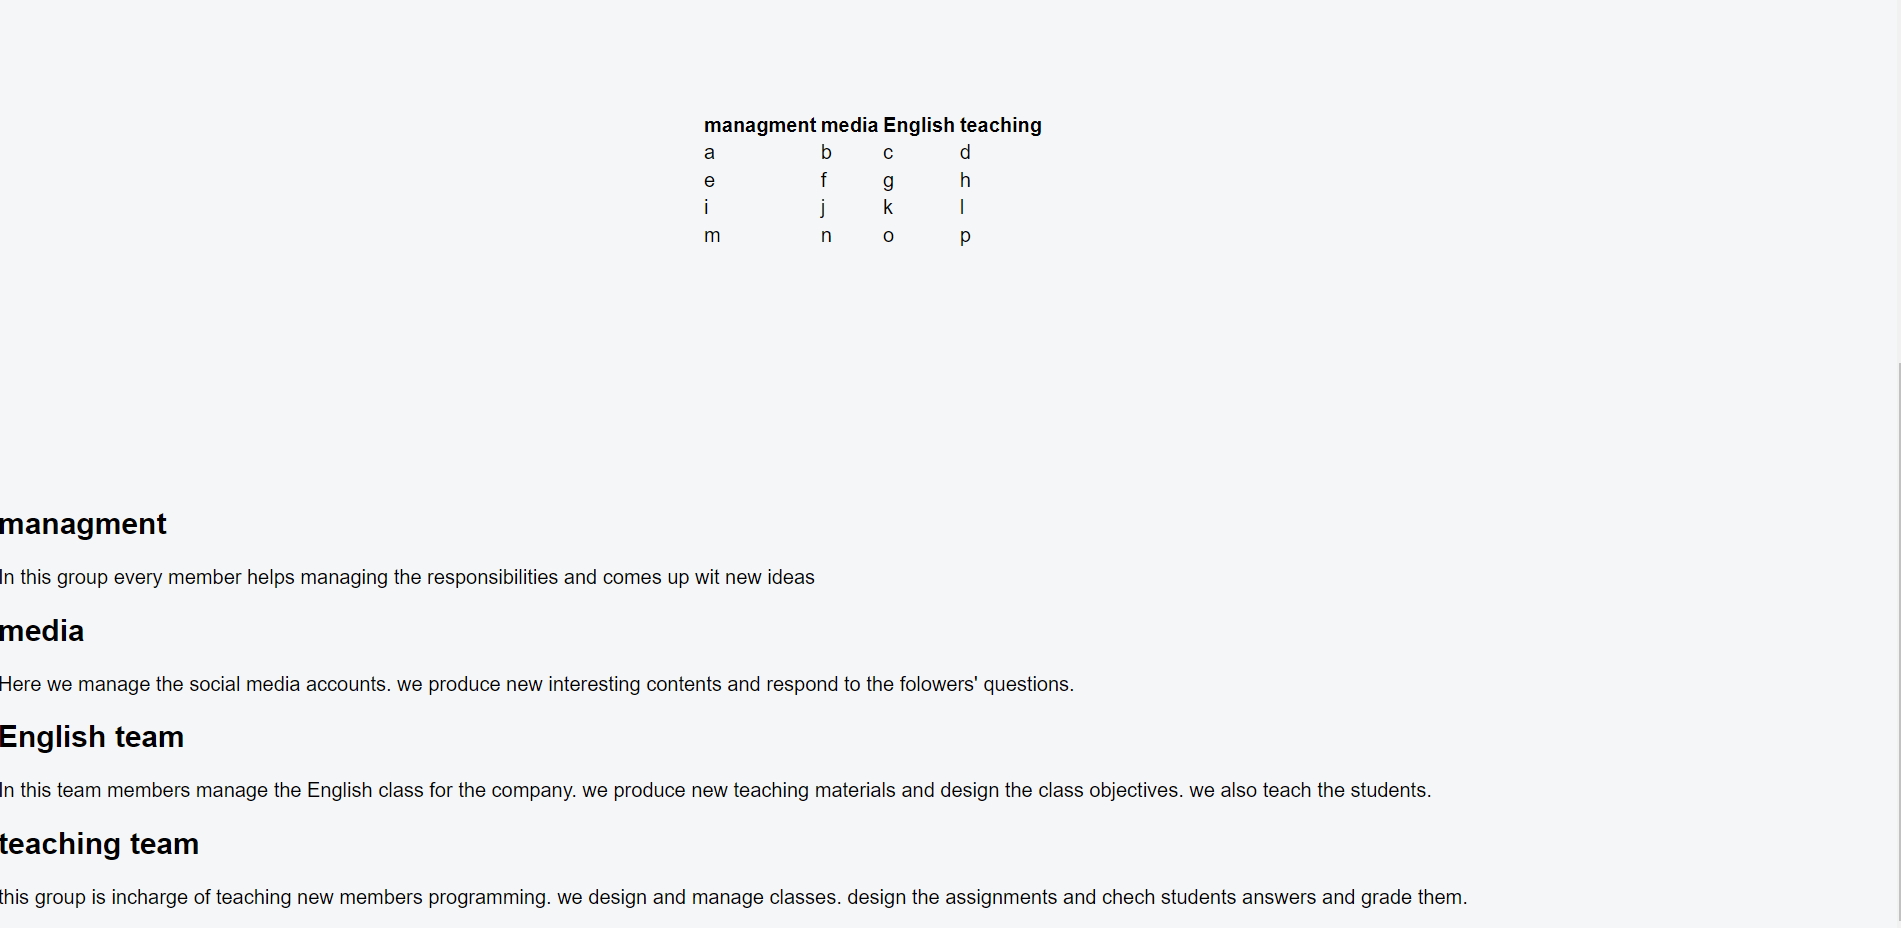 managment media English teaching
a b c d
e f g h
i j k l
m n o p
managment
In this group every member helps managing the responsibilities and comes up wit new ideas
media
Here we manage the social media accounts. we produce new interesting contents and respond to the folowers' questions.
English team
In this team members manage the English class for the company. we produce new teaching materials and design the class objectives. we also teach the students.
teaching team
this group is incharge of teaching new members programming. we design and manage classes. design the assignments and chech students answers and grade them.